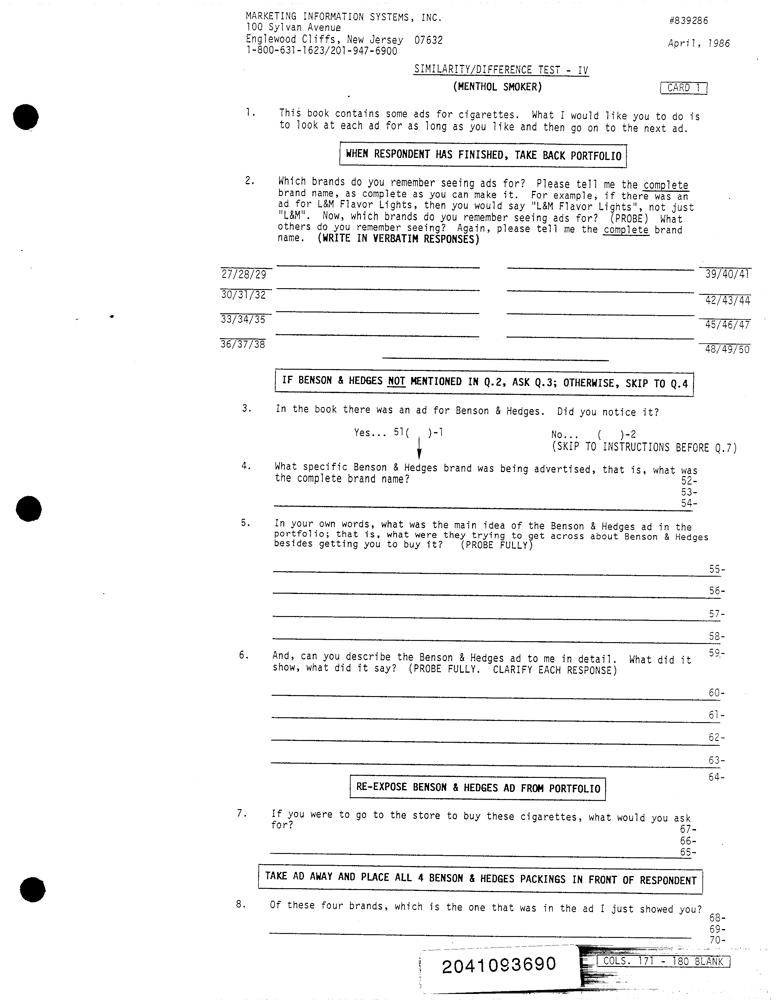 MARKETING INFORMATION SYSTEMS, INC.
#839286
100 Sylvan Avenue
Englewood Cliffs, New Jersey 07632
April, 1986
1-800-631-1623/201-947-6900
SIMILARITY/DIFFERENCE TEST - IV
(MENTHOL SMOKER)
CARD 1
1. This book contains some ads for cigarettes. What I would like you to do is
to look at each ad for as long as you like and then go on to the next ad.
WHEN RESPONDENT HAS FINISHED, TAKE BACK PORTFOLIO
2. Which brands do you remember seeing ads for? Please tell me the complete
brand name, as complete as you can make it. For example, if there was an
ad for L&M Flavor Lights, then you would say "L&M Flavor Lights", not just
"L&M". Now, which brands do you remember seeing ads for? (PROBE) What
others do you remember seeing? Again, please tell me the complete brand
name. (WRITE IN VERBATIM RESPONSES)
27/28/29
39/40/41
30/31/32
42/43/44
33/34/35
45/46/47
36/37/38
48/49/50
IF BENSON & HEDGES NOT MENTIONED IN Q.2, ASK Q.3; OTHERWISE, SKIP TO Q.4
3. In the book there was an ad for Benson & Hedges. Did you notice it?
Yes... 51( )-1
No... ( )-2
(SKIP TO INSTRUCTIONS BEFORE Q.7)
4. What specific Benson & Hedges brand was being advertised, that is, what was
the complete brand name?
52-
53-
54-
5. In your own words, what was the main idea of the Benson & Hedges ad in the
portfolio; that is, what were they trying to get across about Benson & Hedges
besides getting you to buy it? (PROBE FULLY)
55-
56-
57-
58-
59-
6. And, can you describe the Benson & Hedges ad to me in detail. What did it
show, what did it say? (PROBE FULLY. CLARIFY EACH RESPONSE)
60-
61-
62-
63-
64-
RE-EXPOSE BENSON & HEDGES AD FROM PORTFOLIO
7. If you were to go to the store to buy these cigarettes, what would you ask
for?
67-
66-
65-
TAKE AD AWAY AND PLACE ALL 4 BENSON & HEDGES PACKINGS IN FRONT OF RESPONDENT
8. Of these four brands, which is the one that was in the ad I just showed you?
68-
69-
70-
2041093690
COLS. 171 - 180 BLANK